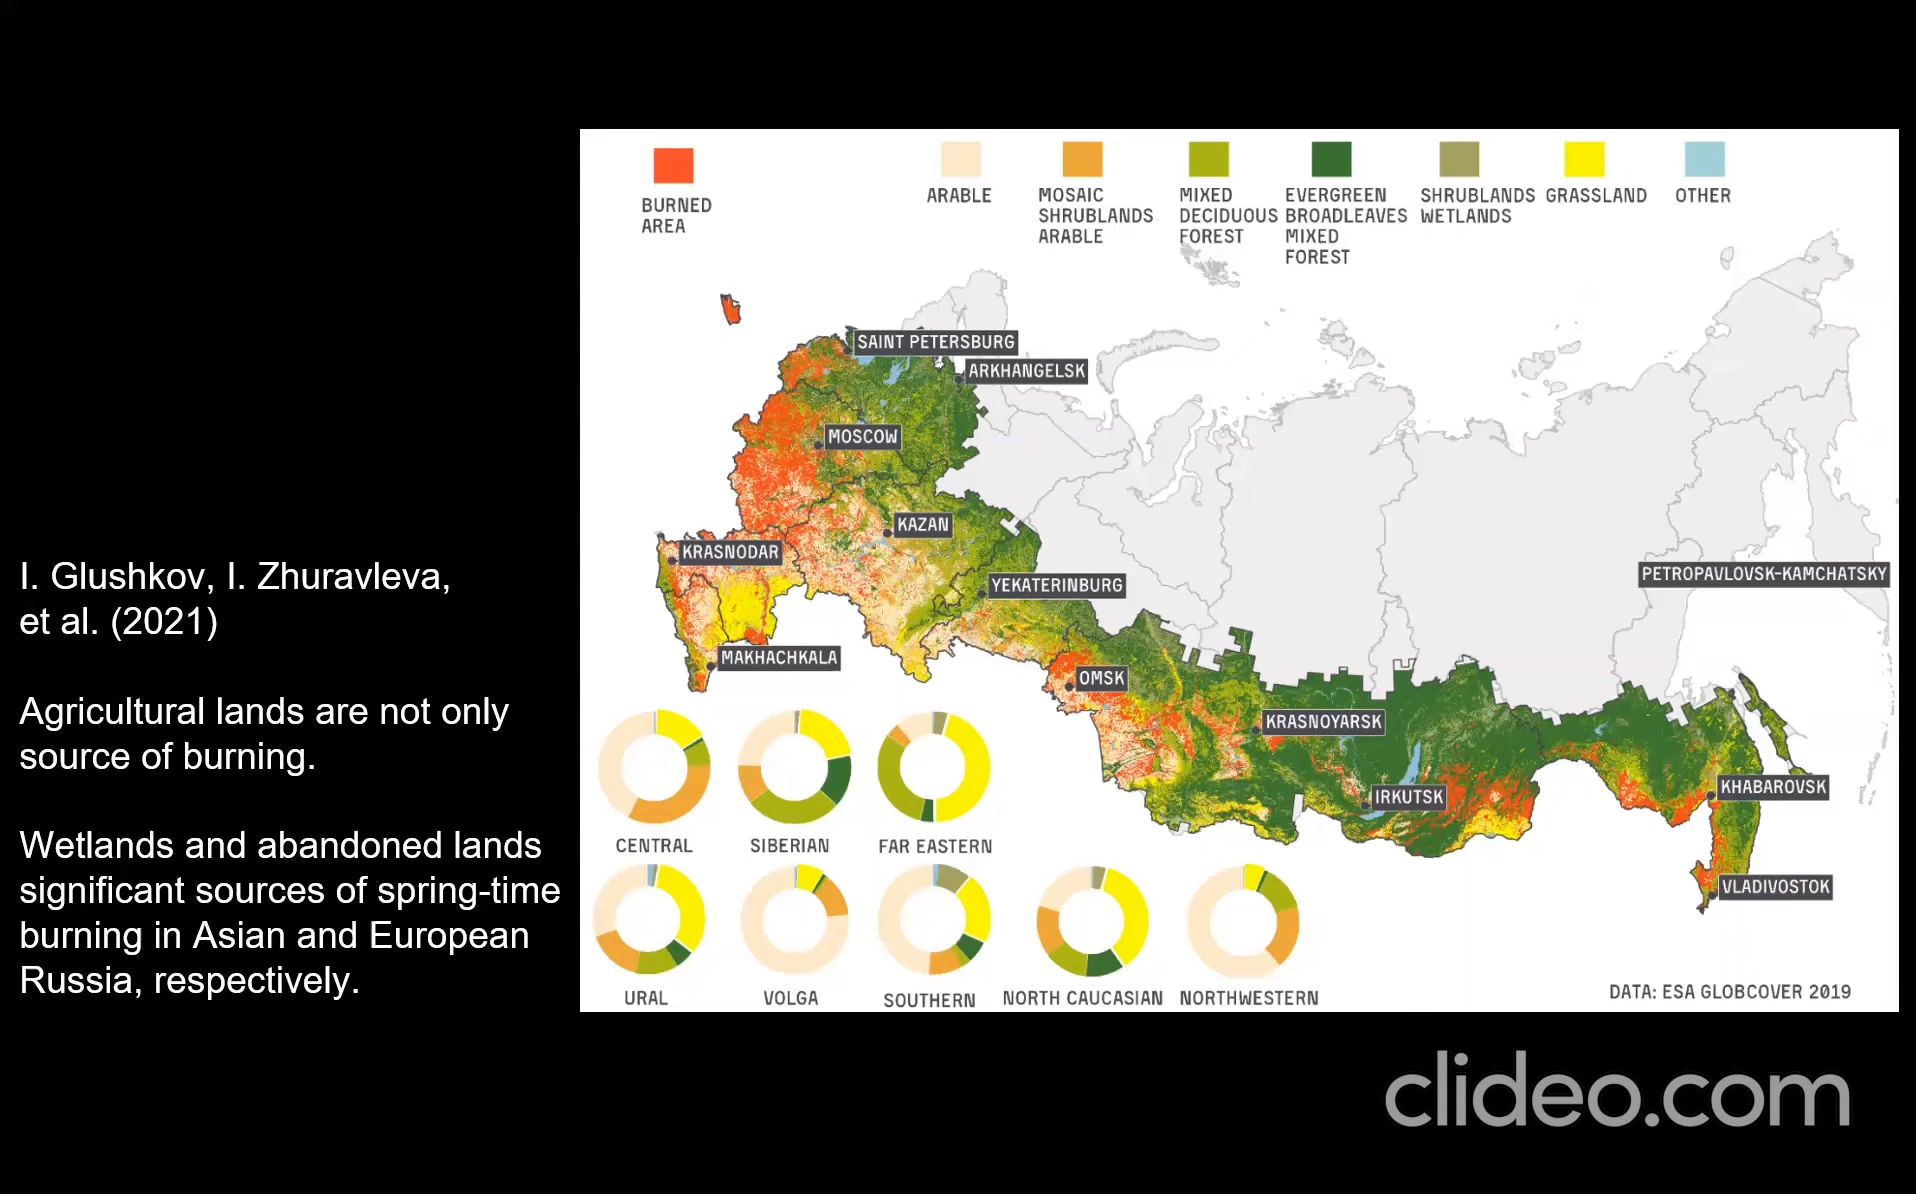 I. Glushkov, I. Zhuravleva,
et al. (2021)
Agricultural lands are not only
source of burning.
Wetlands and abandoned lands
significant sources of spring-time
burning in Asian and European
Russia, respectively.
BURNED
AREA
ARABLE
MOSAIC
SHRUBLANDS
ARABLE
MIXED
DECIDUOUS
FOREST
EVERGREEN
BROADLEAVES
MIXED
FOREST
SHRUBLANDS
WETLANDS
GRASSLAND
OTHER
SAINT PETERSBURG
ARKHANGELSK
MOSCOW
KAZAN
KRASNODAR
YEKATERINBURG
PETROPAVLOVSK-KAMCHATSKY
MAKHACHKALA
OMSK
KRASNOYARSK
IRKUTSK
KHABAROVSK
VLADIVOSTOK
CENTRAL
SIBERIAN
FAR EASTERN
URAL
VOLGA
SOUTHERN
NORTH CAUCASIAN
NORTHWESTERN
DATA: ESA GLOBCOVER 2019
clideo.com